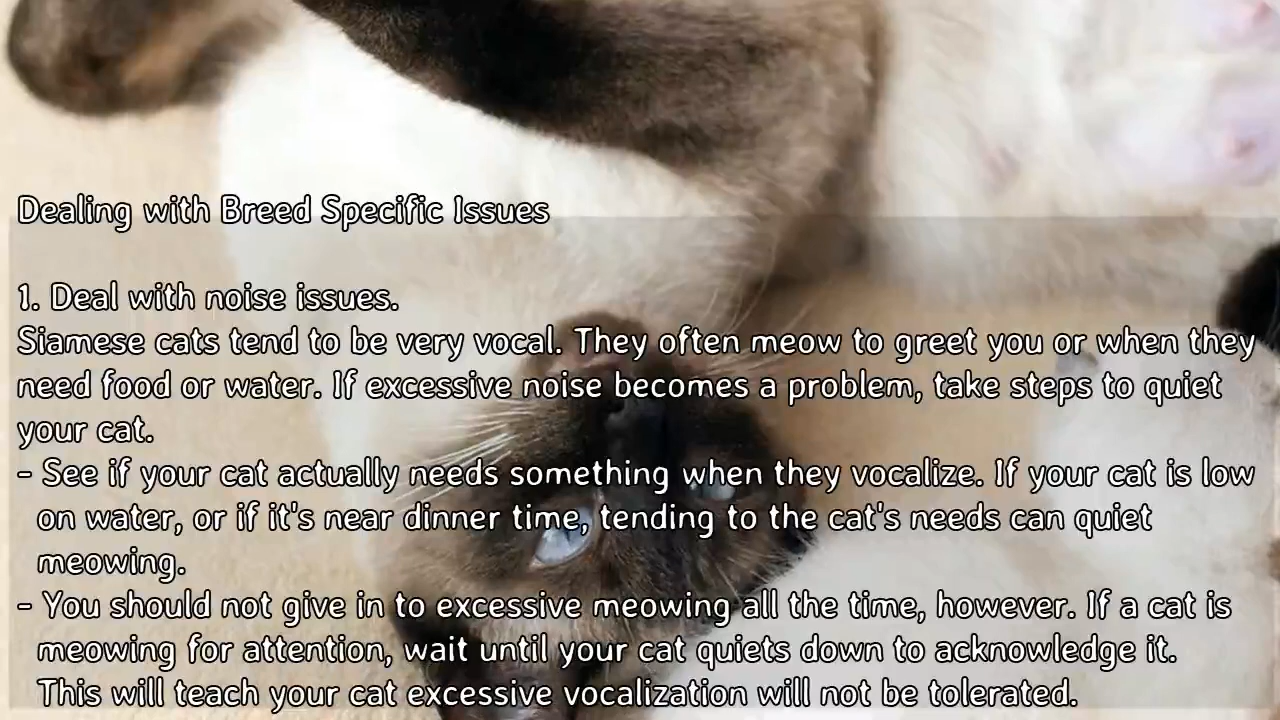 Dealing with Breed Specific Issues
1. Deal with noise issues.
Siamese cats tend to be very vocal. They often meow to greet you or when they
need food or water. If excessive noise becomes a problem, take steps to quiet
your cat.
- See if your cat actually needs something when they vocalize. If your cat is low
on water, or if it's near dinner time, tending to the cat's needs can quiet
meowing.
- You should not give in to excessive meowing all the time, however. If a cat is
meowing for attention, wait until your cat quiets down to acknowledge it.
This will teach your cat excessive vocalization will not be tolerated.